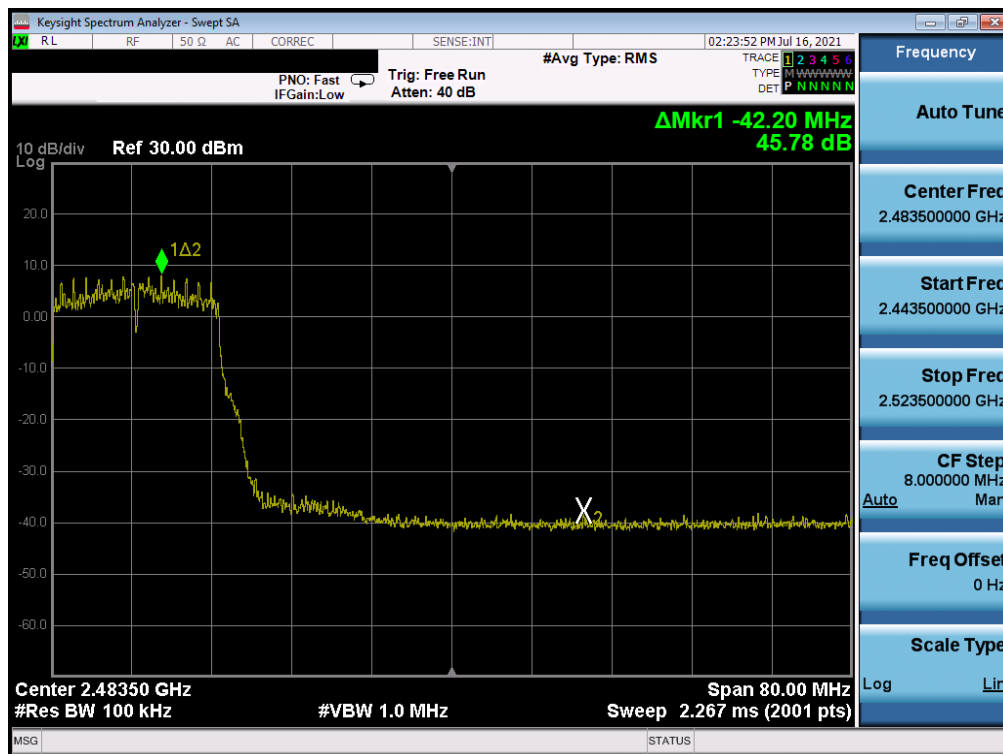 Keysight Spectrum Analyzer - Swept SA
LXI RL RF 50 Ω AC CORREC SENSE:INT 02:23:52 PM Jul 16, 2021
#Avg Type: RMS TRACE 1 2 3 4 5 6
PNO: Fast Trig: Free Run TYPE M WWWWW
IFGain:Low Atten: 40 dB DET P N N N N N
ΔMkr1 -42.20 MHz
45.78 dB
10 dB/div Ref 30.00 dBm
Log
20.0
1Δ2
10.0
0.00
-10.0
-20.0
-30.0
X2
-40.0
-50.0
-60.0
Center 2.48350 GHz Span 80.00 MHz
#Res BW 100 kHz #VBW 1.0 MHz Sweep 2.267 ms (2001 pts)
MSG STATUS
Frequency
Auto Tune
Center Freq
2.483500000 GHz
Start Freq
2.443500000 GHz
Stop Freq
2.523500000 GHz
CF Step
8.000000 MHz
Auto Man
Freq Offset
0 Hz
Scale Type
Log Lin